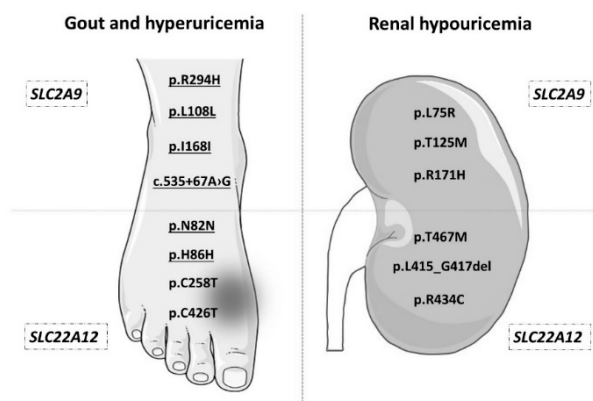 Gout and hyperuricemia
Renal hypouricemia
SLC2A9
p.R294H
p.L108L
p.I168I
c.535+67A›G
p.N82N
p.H86H
p.C258T
p.C426T
SLC22A12
SLC2A9
p.L75R
p.T125M
p.R171H
p.T467M
p.L415_G417del
p.R434C
SLC22A12